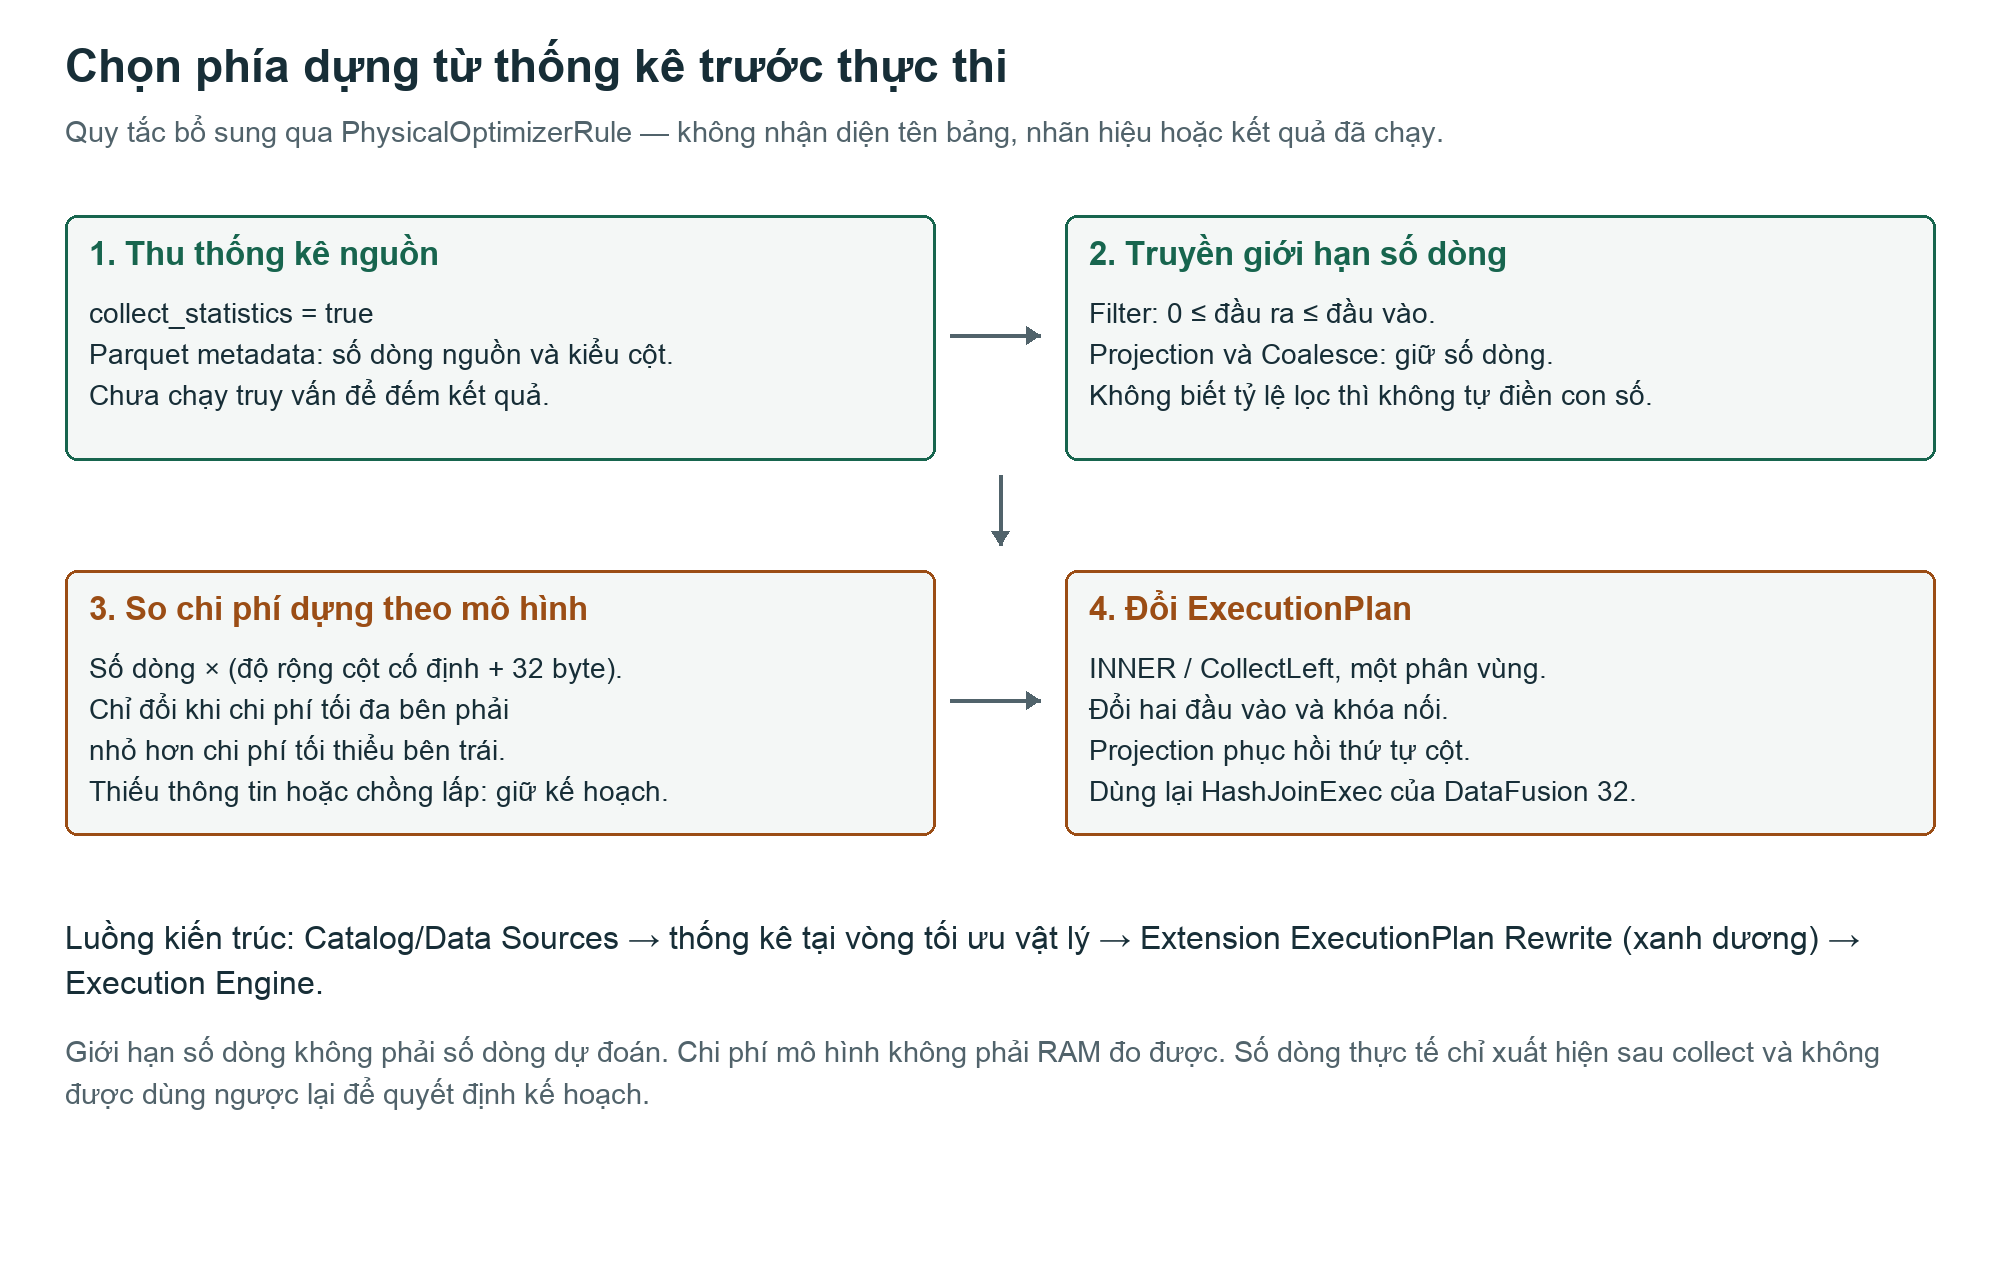 Chọn phía dựng từ thống kê trước thực thi
Quy tắc bổ sung qua PhysicalOptimizerRule — không nhận diện tên bảng, nhãn hiệu hoặc kết quả đã chạy.
1. Thu thống kê nguồn
collect_statistics = true
Parquet metadata: số dòng nguồn và kiểu cột.
Chưa chạy truy vấn để đếm kết quả.
2. Truyền giới hạn số dòng
Filter: 0 ≤ đầu ra ≤ đầu vào.
Projection và Coalesce: giữ số dòng.
Không biết tỷ lệ lọc thì không tự điền con số.
3. So chi phí dựng theo mô hình
Số dòng × (độ rộng cột cố định + 32 byte).
Chỉ đổi khi chi phí tối đa bên phải
nhỏ hơn chi phí tối thiểu bên trái.
Thiếu thông tin hoặc chồng lấp: giữ kế hoạch.
4. Đổi ExecutionPlan
INNER / CollectLeft, một phân vùng.
Đổi hai đầu vào và khóa nối.
Projection phục hồi thứ tự cột.
Dùng lại HashJoinExec của DataFusion 32.
Luồng kiến trúc: Catalog/Data Sources → thống kê tại vòng tối ưu vật lý → Extension ExecutionPlan Rewrite (xanh dương) →
Execution Engine.
Giới hạn số dòng không phải số dòng dự đoán. Chi phí mô hình không phải RAM đo được. Số dòng thực tế chỉ xuất hiện sau collect và không
được dùng ngược lại để quyết định kế hoạch.